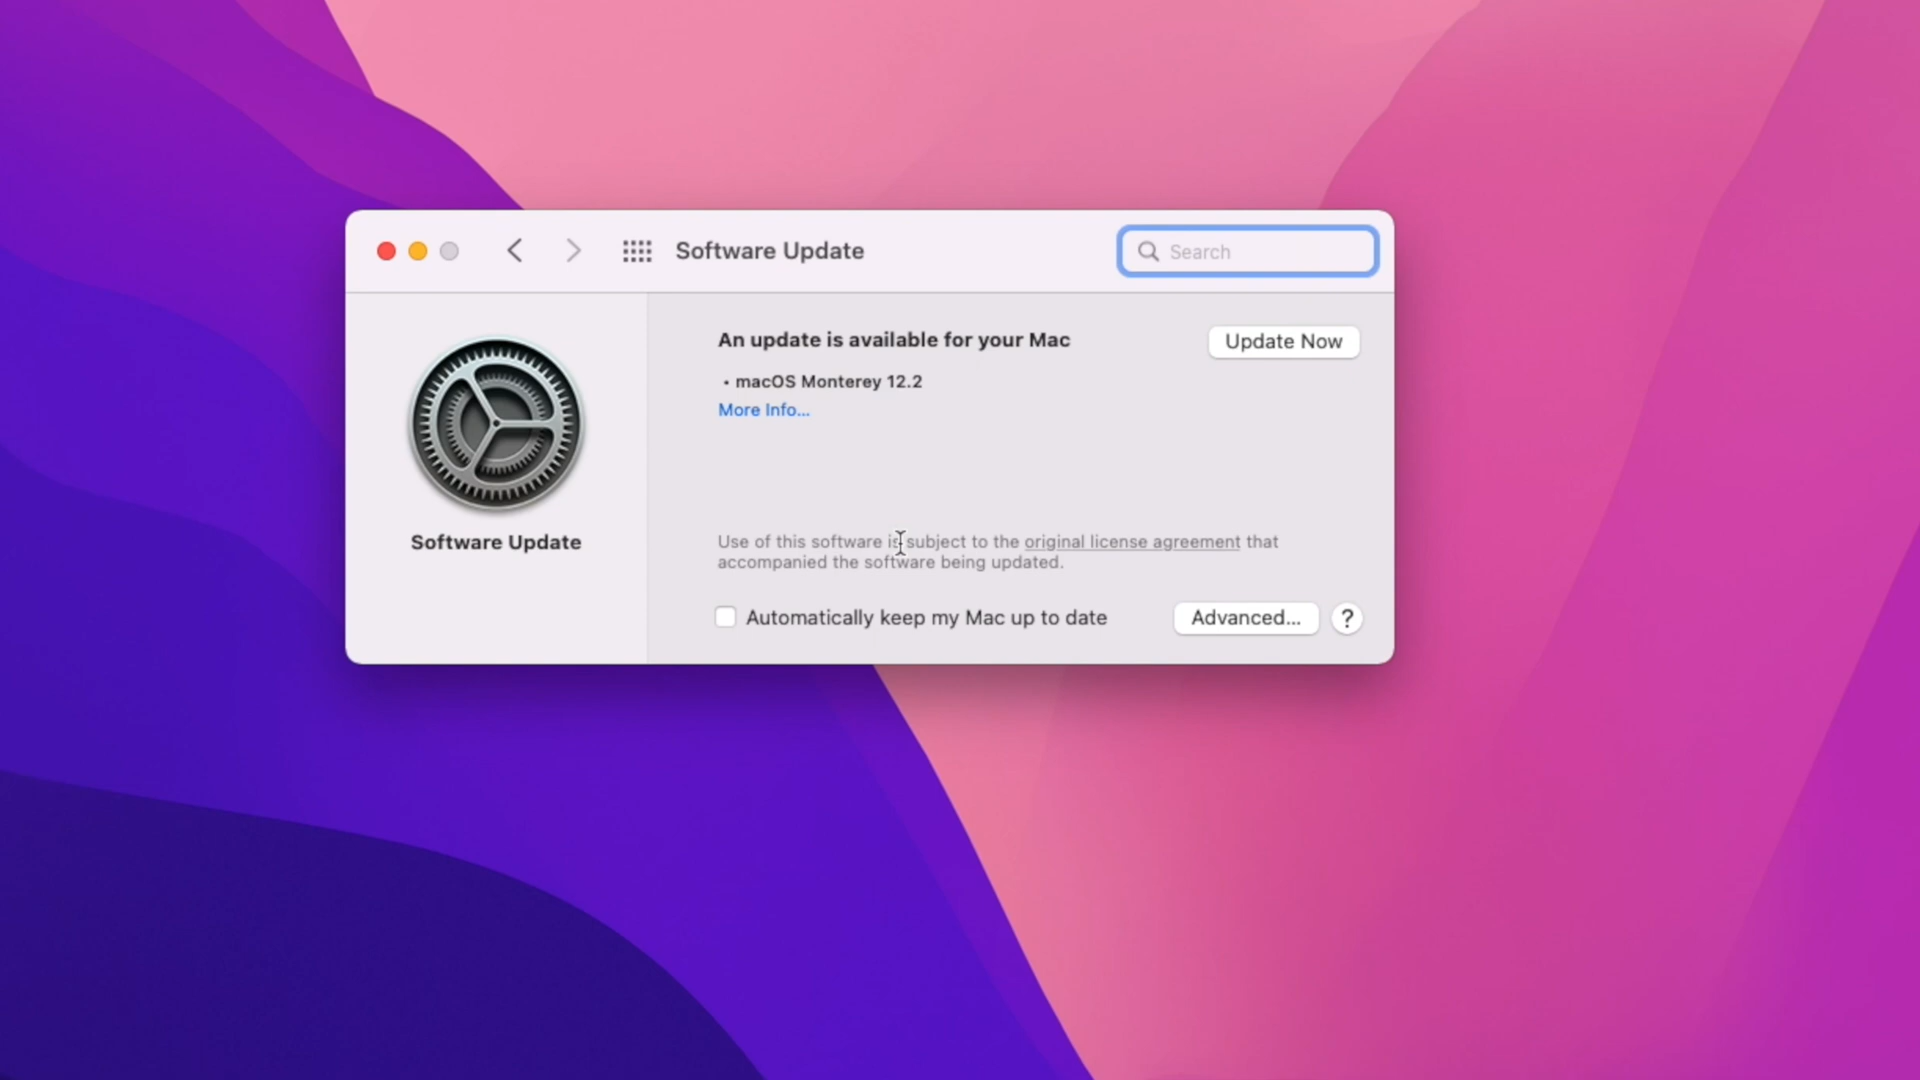 Software Update
Search
An update is available for your Mac
Update Now
• macOS Monterey 12.2
More Info...
Software Update
Use of this software is subject to the original license agreement that
accompanied the software being updated.
Automatically keep my Mac up to date
Advanced...
?